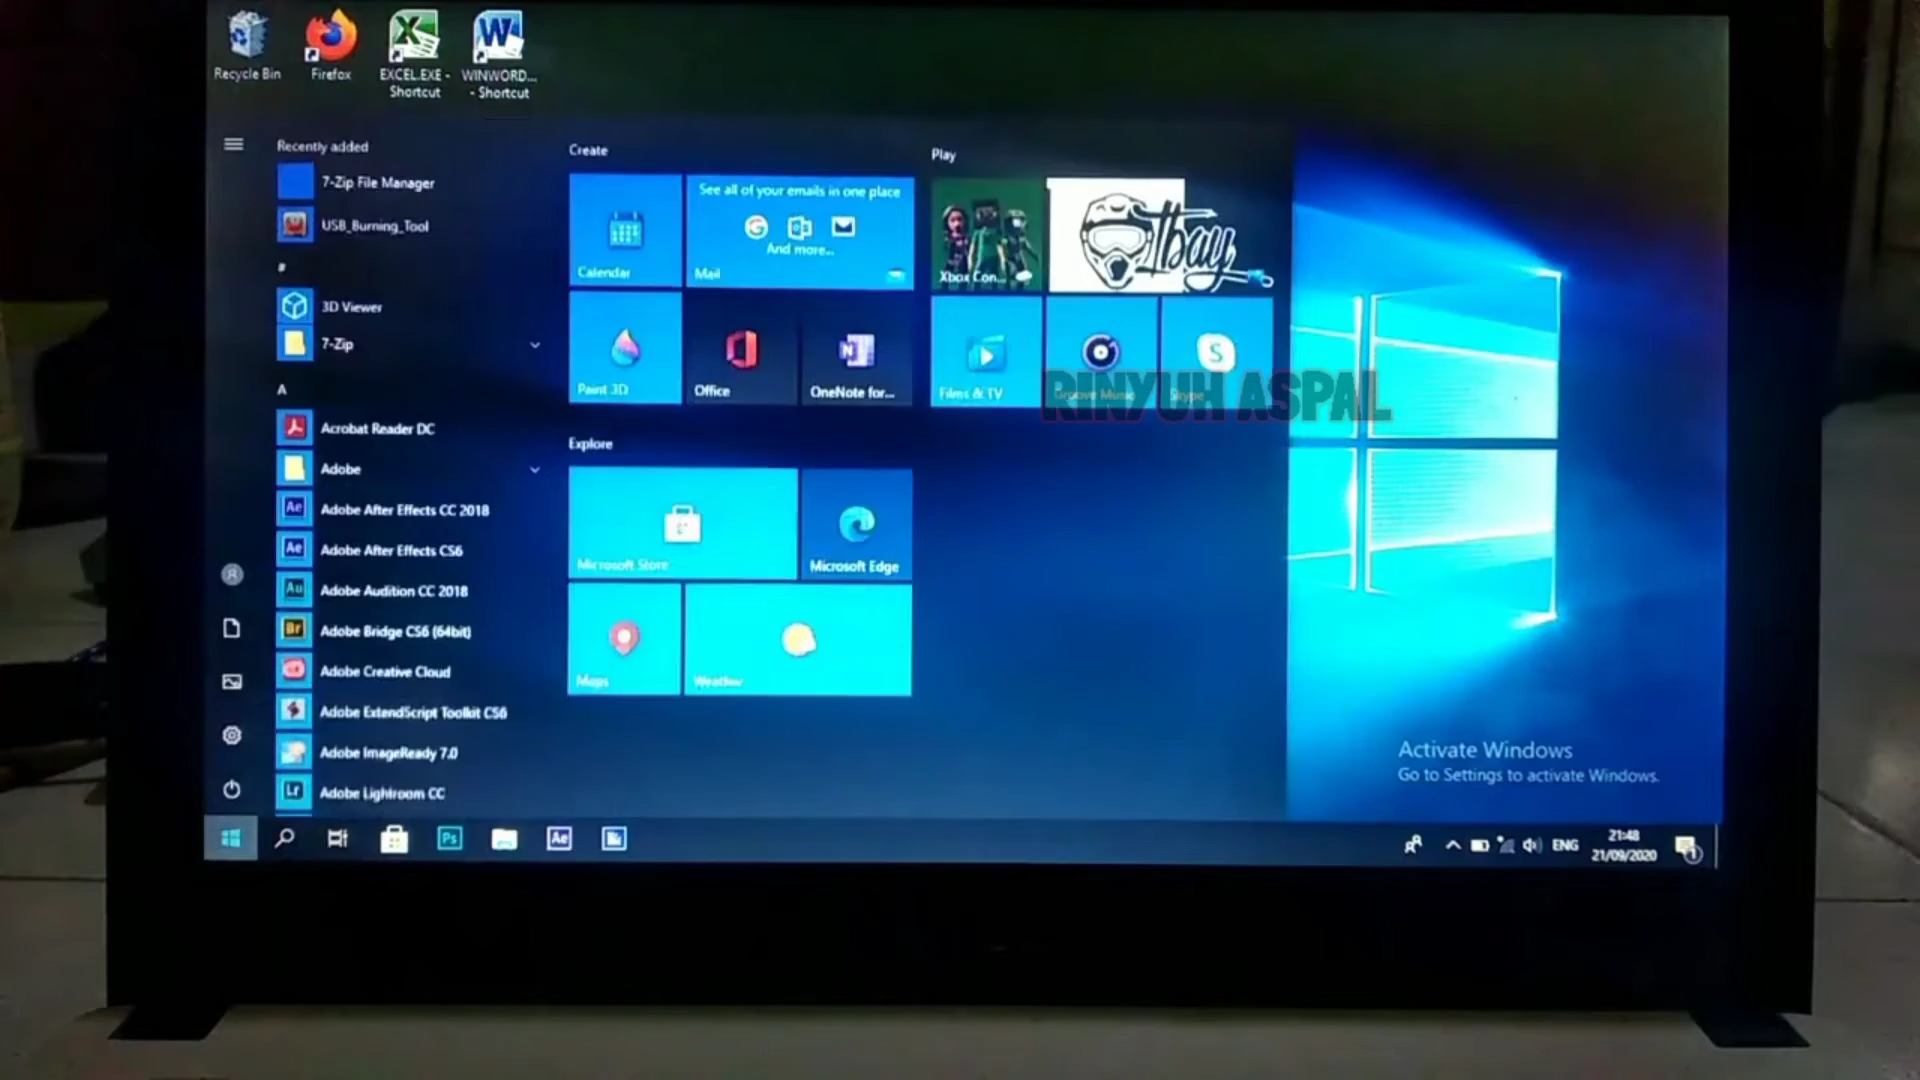 Recycle Bin
Firefox
EXCEL.EXE -
Shortcut
WINWORD...
- Shortcut
Recently added
7-Zip File Manager
USB_Burning_Tool
#
3D Viewer
7-Zip
A
Acrobat Reader DC
Adobe
Adobe After Effects CC 2018
Adobe After Effects CS6
Adobe Audition CC 2018
Adobe Bridge CS6 (64bit)
Adobe Creative Cloud
Adobe ExtendScript Toolkit CS6
Adobe ImageReady 7.0
Adobe Lightroom CC
Create
Calendar
See all of your emails in one place
And more...
Mail
Paint 3D
Office
OneNote for...
Explore
Microsoft Store
Microsoft Edge
Maps
Weather
Play
Xbox Con...
tbay
Films & TV
Groove Music
Skype
RINYUH ASPAL
Activate Windows
Go to Settings to activate Windows.
ENG
21:48
21/09/2020